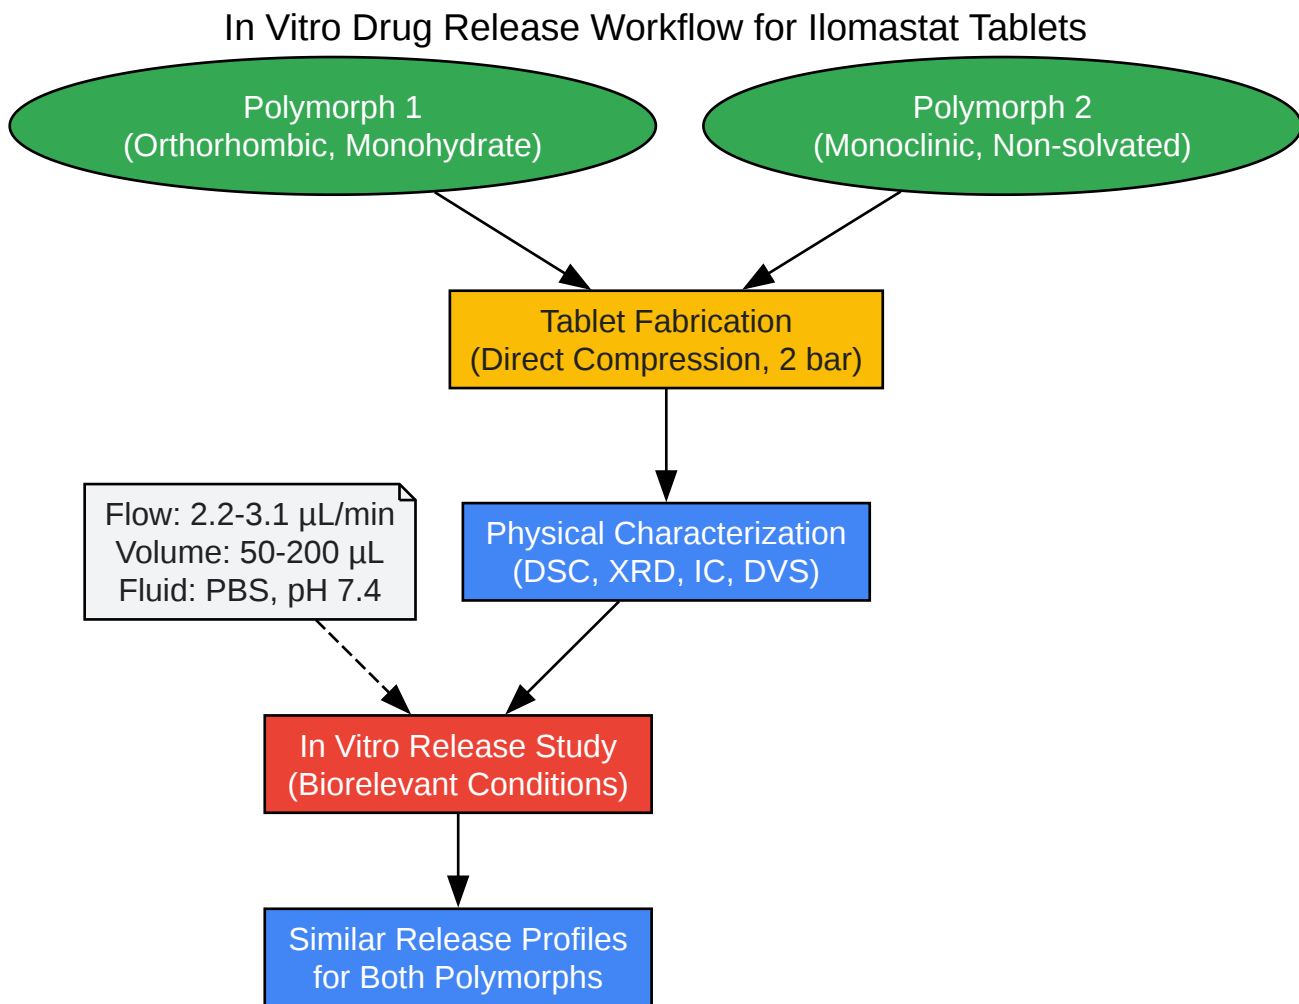 In Vitro Drug Release Workflow for Ilomastat Tablets
Polymorph 1
(Orthorhombic, Monohydrate)
Polymorph 2
(Monoclinic, Non-solvated)
Tablet Fabrication
(Direct Compression, 2 bar)
Flow: 2.2-3.1 µL/min
Volume: 50-200 µL
Fluid: PBS, pH 7.4
Physical Characterization
(DSC, XRD, IC, DVS)
In Vitro Release Study
(Biorelevant Conditions)
Similar Release Profiles
for Both Polymorphs